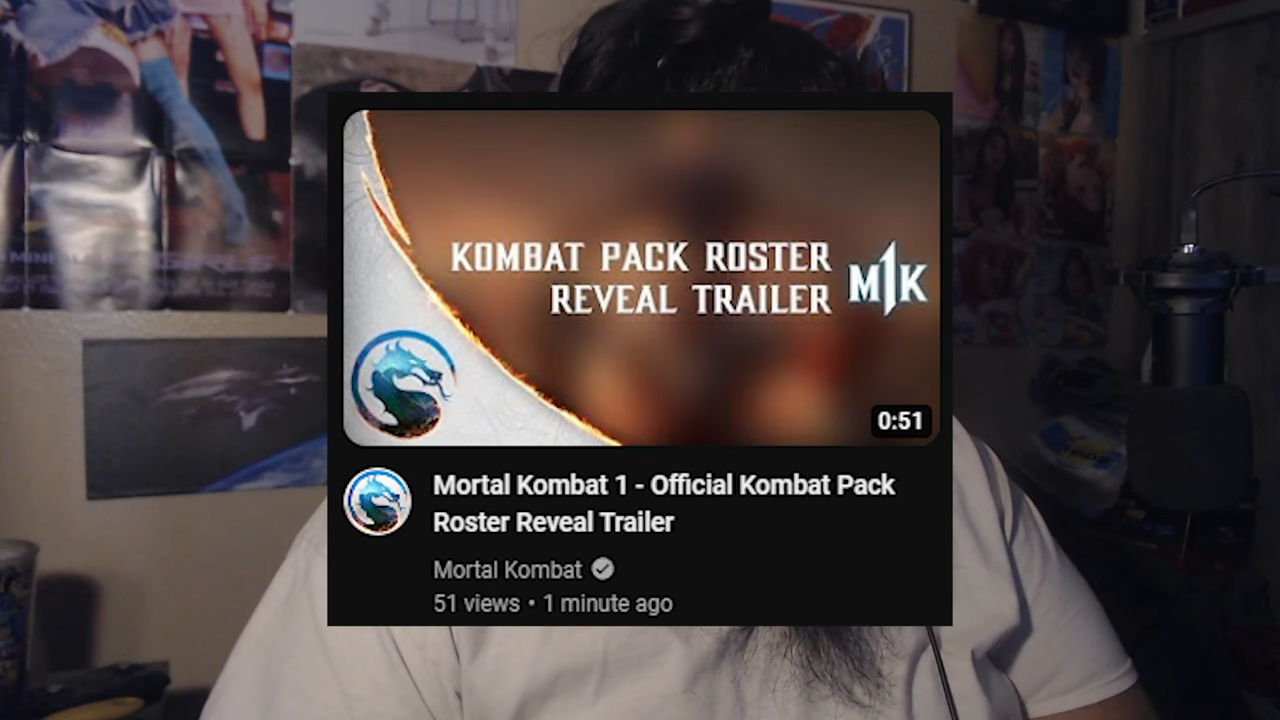 KOMBAT PACK ROSTER
REVEAL TRAILER
M1K
0:51
Mortal Kombat 1 - Official Kombat Pack
Roster Reveal Trailer
Mortal Kombat
51 views • 1 minute ago